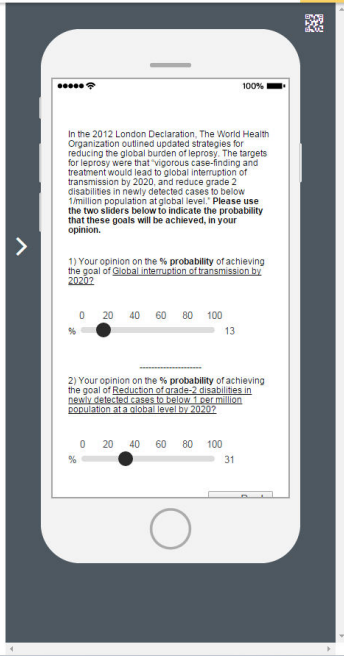 100%
In the 2012 London Declaration, The World Health
Organization outlined updated strategies for
reducing the global burden of leprosy. The targets
for leprosy were that "vigorous case-finding and
treatment would lead to global interruption of
transmission by 2020, and reduce grade 2
disabilities in newly detected cases to below
1/million population at global level." Please use
the two sliders below to indicate the probability
that these goals will be achieved, in your
opinion.
1) Your opinion on the % probability of achieving
the goal of Global interruption of transmission by
2020?
0 20 40 60 80 100
% 13
--------------------
2) Your opinion on the % probability of achieving
the goal of Reduction of grade-2 disabilities in
newly detected cases to below 1 per million
population at a global level by 2020?
0 20 40 60 80 100
% 31